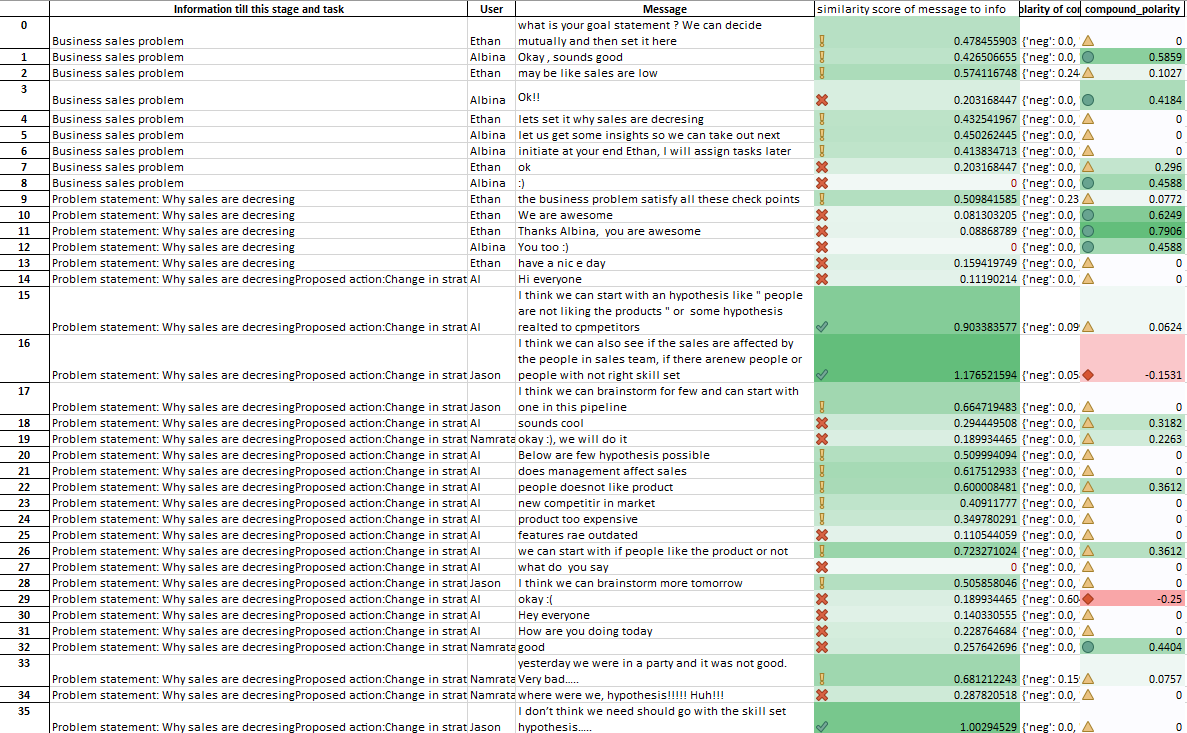 Information till this stage and task User Message similarity score of message to info olarity of cor compound_polarity
0 what is your goal statement ? We can decide
Business sales problem Ethan mutually and then set it here 0.478455903 {'neg': 0.0, 0
1 Business sales problem Albina Okay , sounds good 0.426506655 {'neg': 0.0, 0.5859
2 Business sales problem Ethan may be like sales are low 0.574116748 {'neg': 0.24 0.1027
3 Business sales problem Albina Ok!! 0.203168447 {'neg': 0.0, 0.4184
4 Business sales problem Ethan lets set it why sales are decresing 0.432541967 {'neg': 0.0, 0
5 Business sales problem Albina let us get some insights so we can take out next 0.450262445 {'neg': 0.0, 0
6 Business sales problem Albina initiate at your end Ethan, I will assign tasks later 0.413834713 {'neg': 0.0, 0
7 Business sales problem Ethan ok 0.203168447 {'neg': 0.0, 0.296
8 Business sales problem Albina :) 0 {'neg': 0.0, 0.4588
9 Problem statement: Why sales are decresing Ethan the business problem satisfy all these check points 0.509841585 {'neg': 0.23 0.0772
10 Problem statement: Why sales are decresing Ethan We are awesome 0.081303205 {'neg': 0.0, 0.6249
11 Problem statement: Why sales are decresing Ethan Thanks Albina, you are awesome 0.08868789 {'neg': 0.0, 0.7906
12 Problem statement: Why sales are decresing Albina You too :) 0 {'neg': 0.0, 0.4588
13 Problem statement: Why sales are decresing Ethan have a nic e day 0.159419749 {'neg': 0.0, 0
14 Problem statement: Why sales are decresingProposed action:Change in strat Al Hi everyone 0.11190214 {'neg': 0.0, 0
15 I think we can start with an hypothesis like " people
are not liking the products " or some hypothesis
Problem statement: Why sales are decresingProposed action:Change in strat Al realted to cpmpetitors 0.903383577 {'neg': 0.09 0.0624
16 I think we can also see if the sales are affected by
the people in sales team, if there arenew people or
Problem statement: Why sales are decresingProposed action:Change in strat Jason people with not right skill set 1.176521594 {'neg': 0.05 -0.1531
17 I think we can brainstorm for few and can start with
Problem statement: Why sales are decresingProposed action:Change in strat Jason one in this pipeline 0.664719483 {'neg': 0.0, 0
18 Problem statement: Why sales are decresingProposed action:Change in strat Al sounds cool 0.294449508 {'neg': 0.0, 0.3182
19 Problem statement: Why sales are decresingProposed action:Change in strat Namrata okay :), we will do it 0.189934465 {'neg': 0.0, 0.2263
20 Problem statement: Why sales are decresingProposed action:Change in strat Al Below are few hypothesis possible 0.509994094 {'neg': 0.0, 0
21 Problem statement: Why sales are decresingProposed action:Change in strat Al does management affect sales 0.617512933 {'neg': 0.0, 0
22 Problem statement: Why sales are decresingProposed action:Change in strat Al people doesnot like product 0.600008481 {'neg': 0.0, 0.3612
23 Problem statement: Why sales are decresingProposed action:Change in strat Al new competitir in market 0.40911777 {'neg': 0.0, 0
24 Problem statement: Why sales are decresingProposed action:Change in strat Al product too expensive 0.349780291 {'neg': 0.0, 0
25 Problem statement: Why sales are decresingProposed action:Change in strat Al features rae outdated 0.110544059 {'neg': 0.0, 0
26 Problem statement: Why sales are decresingProposed action:Change in strat Al we can start with if people like the product or not 0.723271024 {'neg': 0.0, 0.3612
27 Problem statement: Why sales are decresingProposed action:Change in strat Al what do you say 0 {'neg': 0.0, 0
28 Problem statement: Why sales are decresingProposed action:Change in strat Jason I think we can brainstorm more tomorrow 0.505858046 {'neg': 0.0, 0
29 Problem statement: Why sales are decresingProposed action:Change in strat Al okay :( 0.189934465 {'neg': 0.60 -0.25
30 Problem statement: Why sales are decresingProposed action:Change in strat Al Hey everyone 0.140330555 {'neg': 0.0, 0
31 Problem statement: Why sales are decresingProposed action:Change in strat Al How are you doing today 0.228764684 {'neg': 0.0, 0
32 Problem statement: Why sales are decresingProposed action:Change in strat Namrata good 0.257642696 {'neg': 0.0, 0.4404
33 yesterday we were in a party and it was not good.
Problem statement: Why sales are decresingProposed action:Change in strat Namrata Very bad..... 0.681212243 {'neg': 0.15 0.0757
34 Problem statement: Why sales are decresingProposed action:Change in strat Namrata where were we, hypothesis!!!!! Huh!!! 0.287820518 {'neg': 0.0, 0
35 I don't think we need should go with the skill set
Problem statement: Why sales are decresingProposed action:Change in strat Jason hypothesis..... 1.00294529 {'neg': 0.0, 0